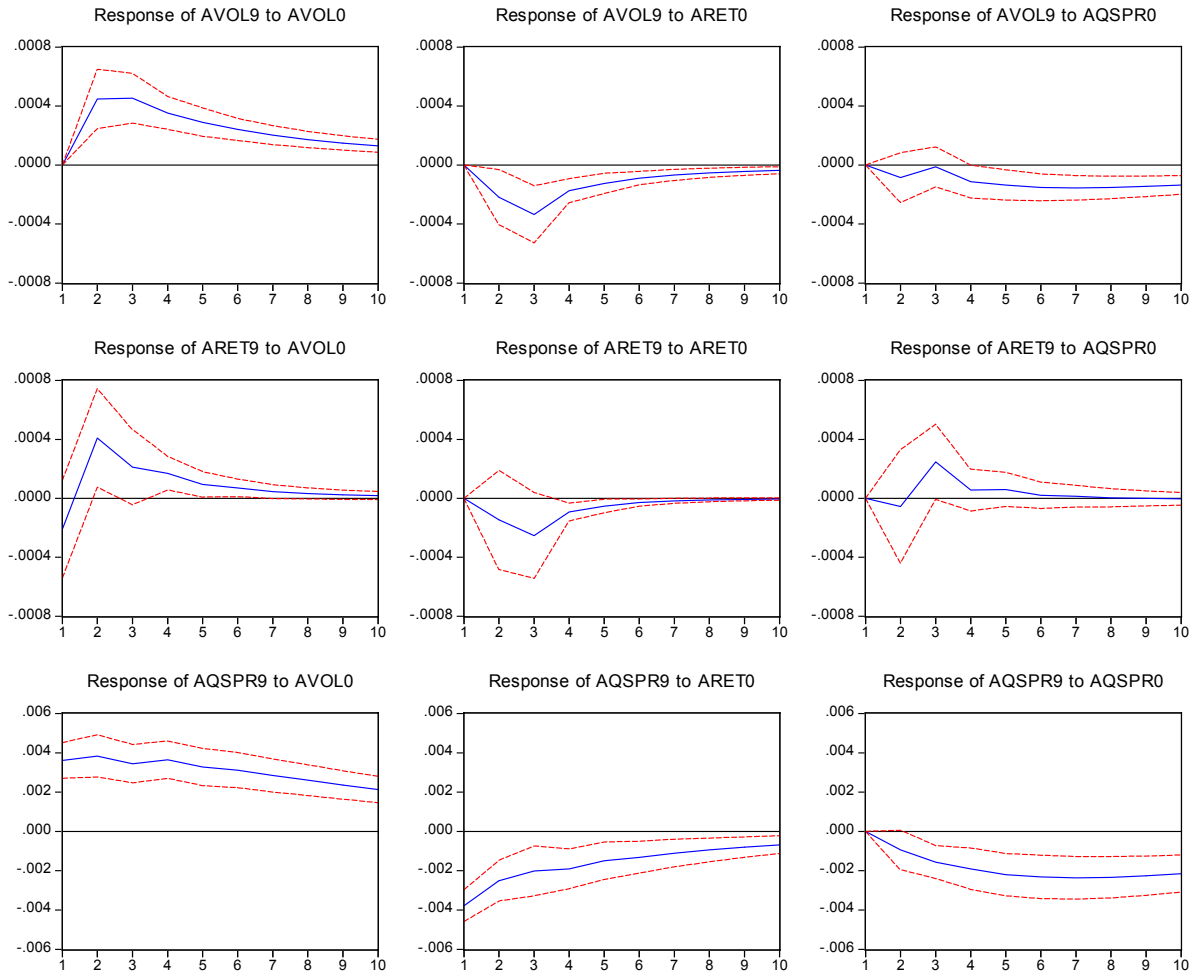 Response of AVOL9 to AVOL0
.0008
.0004
.0000
-.0004
-.0008
1 2 3 4 5 6 7 8 9 10
Response of AVOL9 to ARET0
.0008
.0004
.0000
-.0004
-.0008
1 2 3 4 5 6 7 8 9 10
Response of AVOL9 to AQSPR0
.0008
.0004
.0000
-.0004
-.0008
1 2 3 4 5 6 7 8 9 10
Response of ARET9 to AVOL0
.0008
.0004
.0000
-.0004
-.0008
1 2 3 4 5 6 7 8 9 10
Response of ARET9 to ARET0
.0008
.0004
.0000
-.0004
-.0008
1 2 3 4 5 6 7 8 9 10
Response of ARET9 to AQSPR0
.0008
.0004
.0000
-.0004
-.0008
1 2 3 4 5 6 7 8 9 10
Response of AQSPR9 to AVOL0
.006
.004
.002
.000
-.002
-.004
-.006
1 2 3 4 5 6 7 8 9 10
Response of AQSPR9 to ARET0
.006
.004
.002
.000
-.002
-.004
-.006
1 2 3 4 5 6 7 8 9 10
Response of AQSPR9 to AQSPR0
.006
.004
.002
.000
-.002
-.004
-.006
1 2 3 4 5 6 7 8 9 10